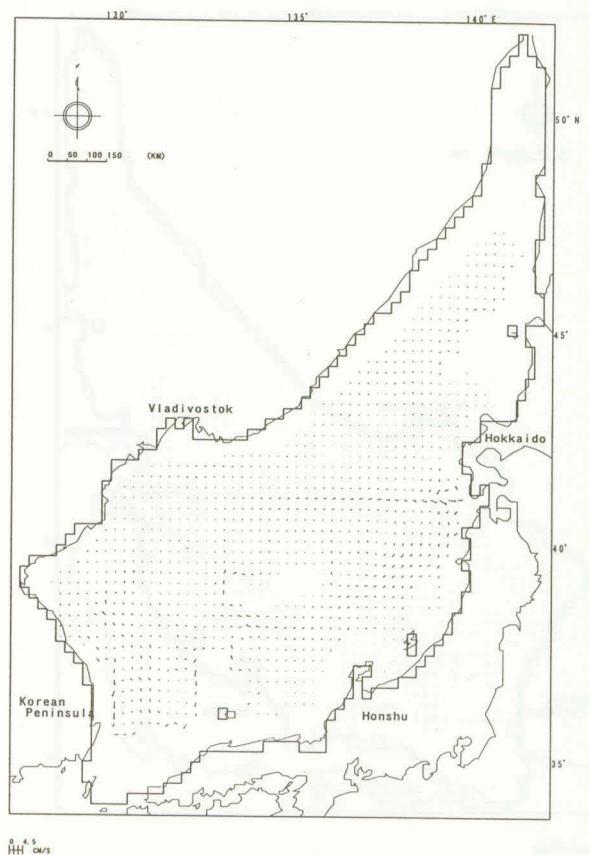 130° 135° 140° E
50° N
0 50 100 150 (KM)
45°
Vladivostok
Hokkaido
40°
Korean
Peninsula
Honshu
35°
0 4.5
CM/S